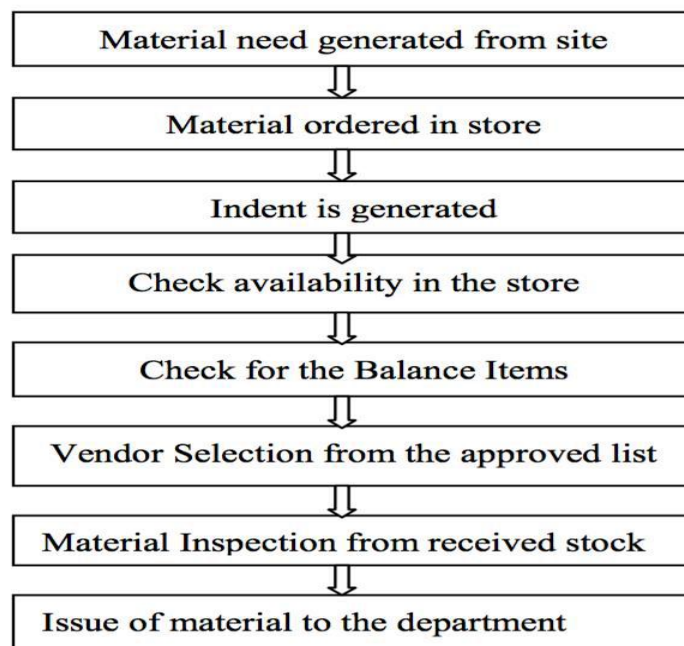 Material need generated from site
Material ordered in store
Indent is generated
Check availability in the store
Check for the Balance Items
Vendor Selection from the approved list
Material Inspection from received stock
Issue of material to the department